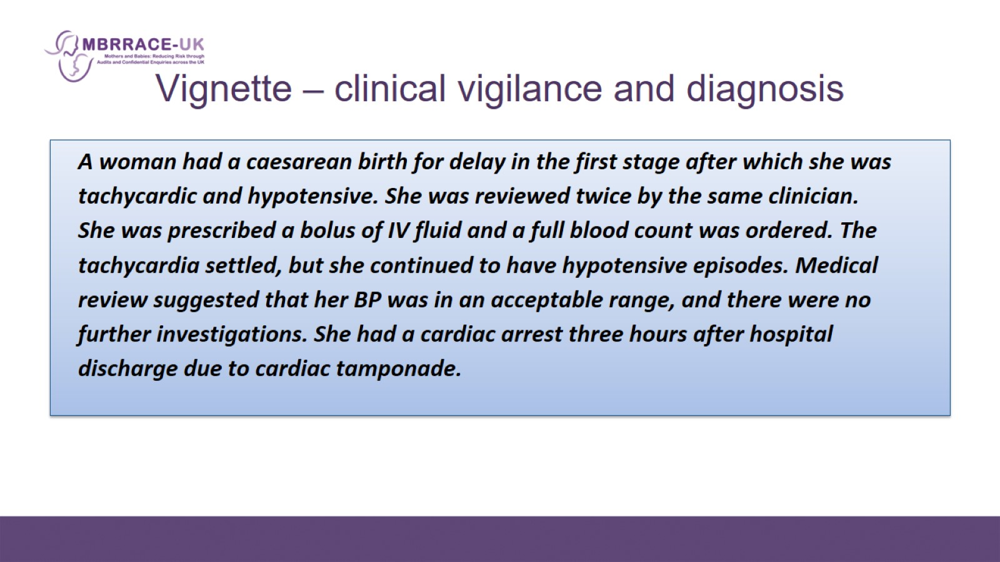 MBRRACE-UK
Mothers and Babies: Reducing Risk through
Audits and Confidential Enquiries across the UK
Vignette – clinical vigilance and diagnosis
A woman had a caesarean birth for delay in the first stage after which she was
tachycardic and hypotensive. She was reviewed twice by the same clinician.
She was prescribed a bolus of IV fluid and a full blood count was ordered. The
tachycardia settled, but she continued to have hypotensive episodes. Medical
review suggested that her BP was in an acceptable range, and there were no
further investigations. She had a cardiac arrest three hours after hospital
discharge due to cardiac tamponade.